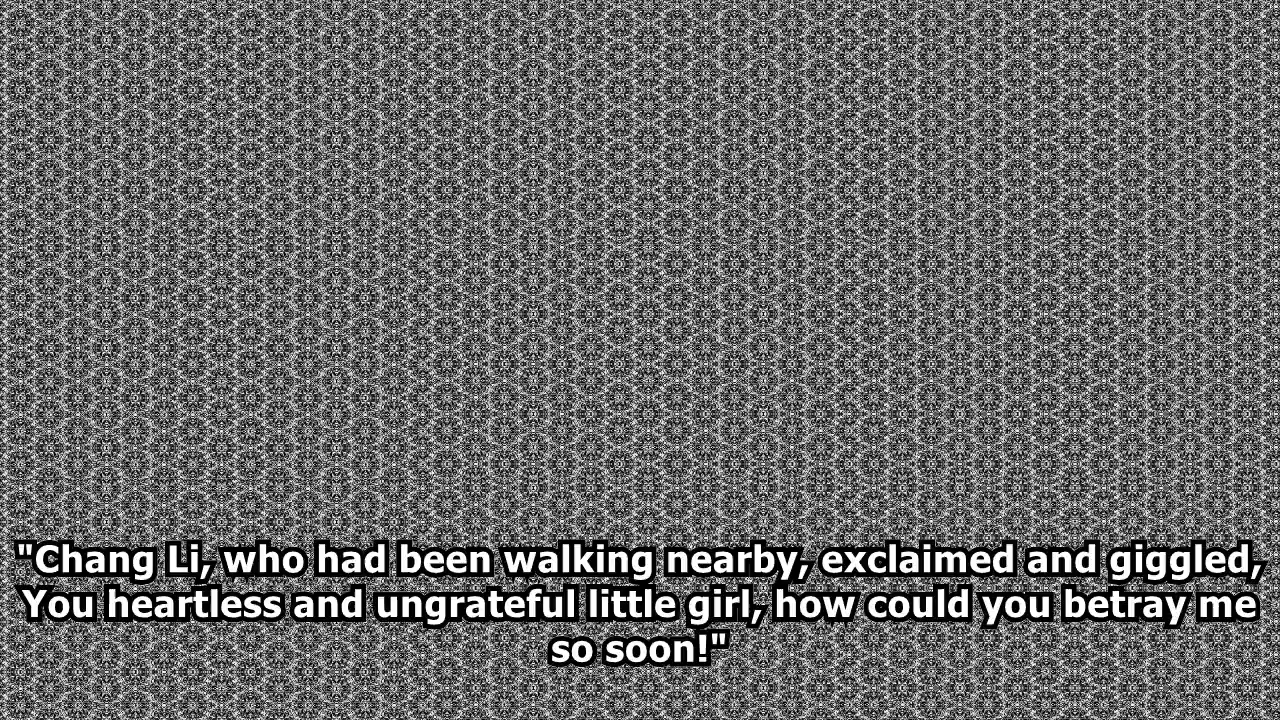 "Chang Li, who had been walking nearby, exclaimed and giggled,
You heartless and ungrateful little girl, how could you betray me
so soon!"